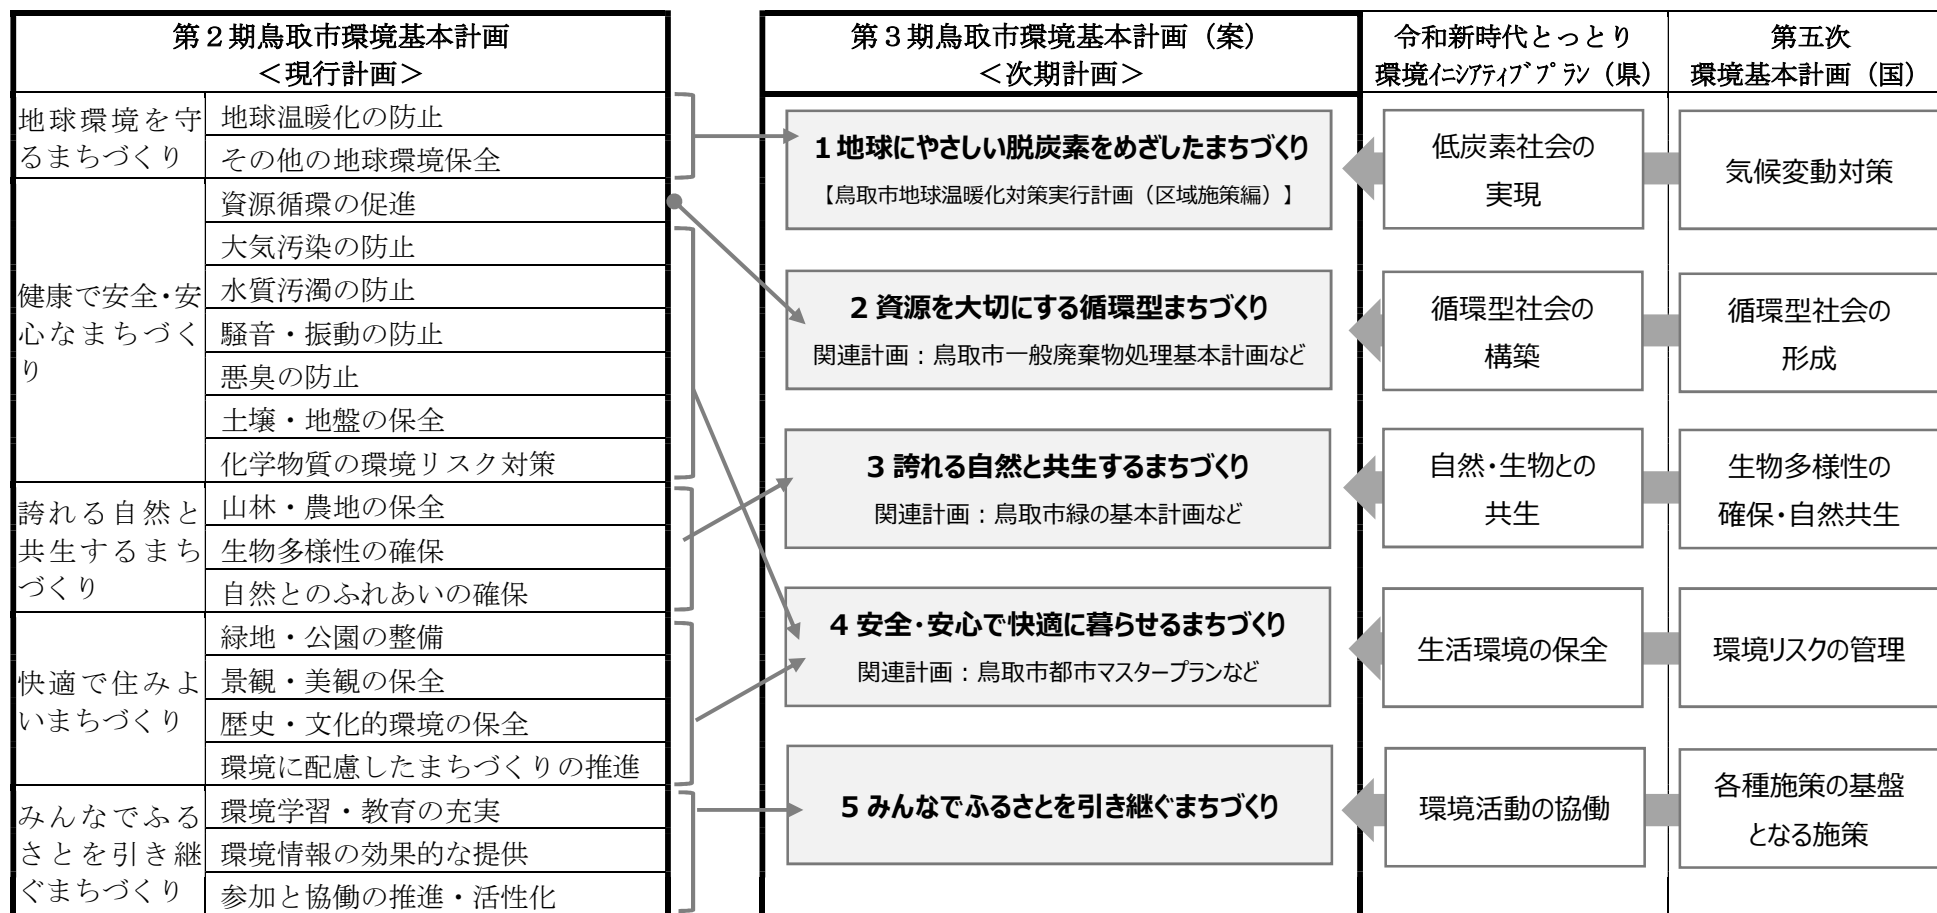 第２期鳥取市環境基本計画
＜現行計画＞
地球環境を守
るまちづくり
地球温暖化の防止
その他の地球環境保全
健康で安全・安
心なまちづく
り
資源循環の促進
大気汚染の防止
水質汚濁の防止
騒音・振動の防止
悪臭の防止
土壌・地盤の保全
化学物質の環境リスク対策
誇れる自然と
共生するまち
づくり
山林・農地の保全
生物多様性の確保
自然とのふれあいの確保
快適で住みよ
いまちづくり
緑地・公園の整備
景観・美観の保全
歴史・文化的環境の保全
環境に配慮したまちづくりの推進
みんなでふる
さとを引き継
ぐまちづくり
環境学習・教育の充実
環境情報の効果的な提供
参加と協働の推進・活性化
第３期鳥取市環境基本計画（案）
＜次期計画＞
1 地球にやさしい脱炭素をめざしたまちづくり
【鳥取市地球温暖化対策実行計画（区域施策編）】
2 資源を大切にする循環型まちづくり
関連計画：鳥取市一般廃棄物処理基本計画など
3 誇れる自然と共生するまちづくり
関連計画：鳥取市緑の基本計画など
4 安全・安心で快適に暮らせるまちづくり
関連計画：鳥取市都市マスタープランなど
5 みんなでふるさとを引き継ぐまちづくり
令和新時代とっとり
環境ｲﾆｼｱﾃｨﾌﾞﾌﾟﾗﾝ（県）
低炭素社会の
実現
循環型社会の
構築
自然・生物との
共生
生活環境の保全
環境活動の協働
第五次
環境基本計画（国）
気候変動対策
循環型社会の
形成
生物多様性の
確保・自然共生
環境リスクの管理
各種施策の基盤
となる施策